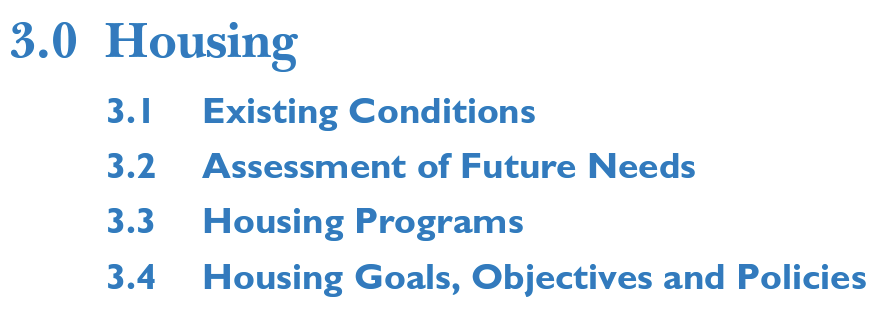 3.0 Housing
3.1 Existing Conditions
3.2 Assessment of Future Needs
3.3 Housing Programs
3.4 Housing Goals, Objectives and Policies